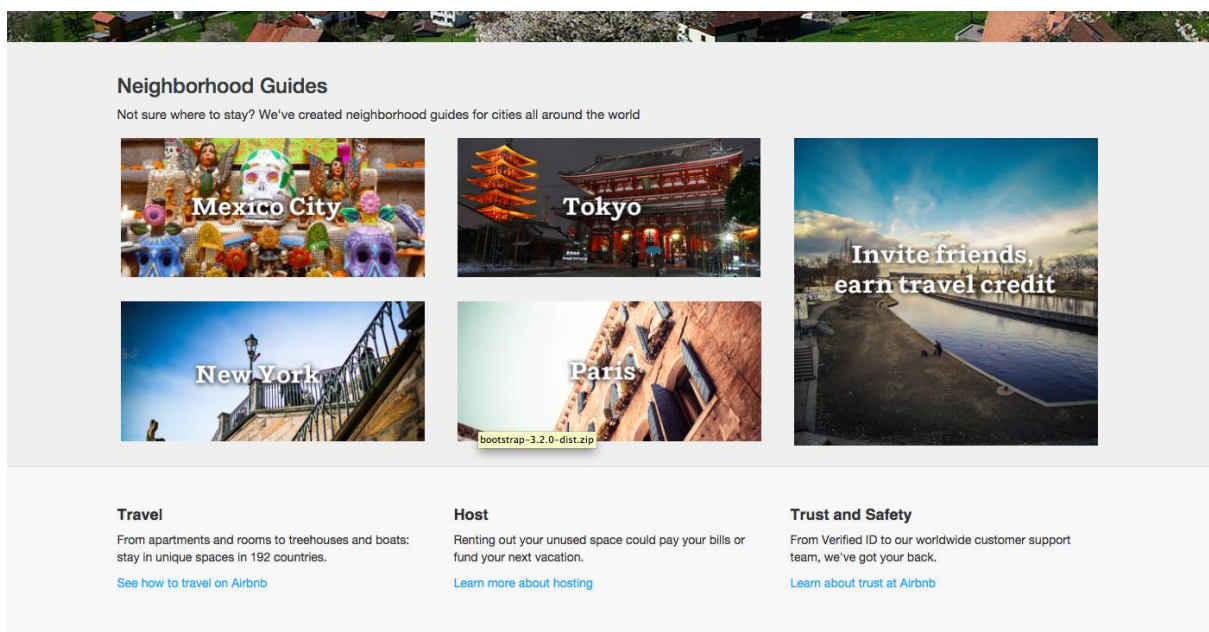 Neighborhood Guides
Not sure where to stay? We've created neighborhood guides for cities all around the world
Mexico City
Tokyo
Invite friends,
earn travel credit
New York
Paris
bootstrap-3.2.0-dist.zip
Travel
From apartments and rooms to treehouses and boats:
stay in unique spaces in 192 countries.
See how to travel on Airbnb
Host
Renting out your unused space could pay your bills or
fund your next vacation.
Learn more about hosting
Trust and Safety
From Verified ID to our worldwide customer support
team, we've got your back.
Learn about trust at Airbnb